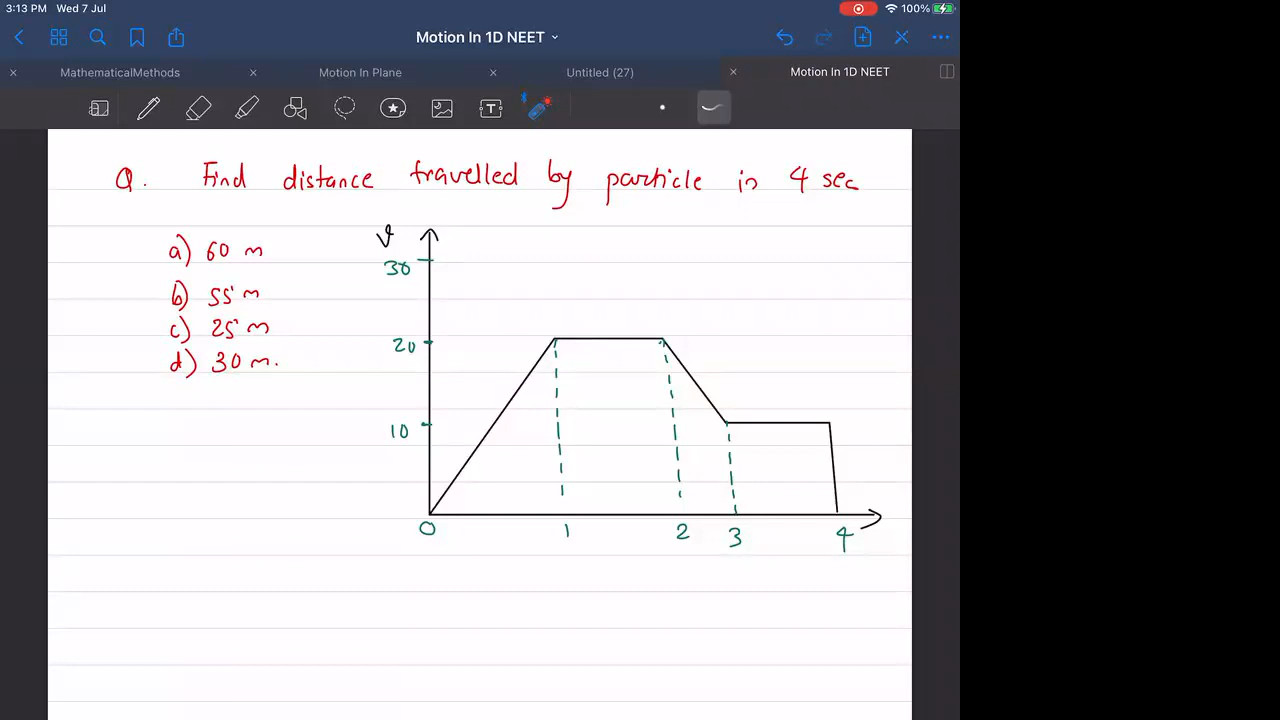 3:13 PM Wed 7 Jul
100%
Motion In 1D NEET
MathematicalMethods
Motion In Plane
Untitled (27)
Motion In 1D NEET
Q. Find distance travelled by particle in 4 sec
a) 60 m
b) 55 m
c) 25 m
d) 30 m.
v
30
20
10
0 1 2 3 4